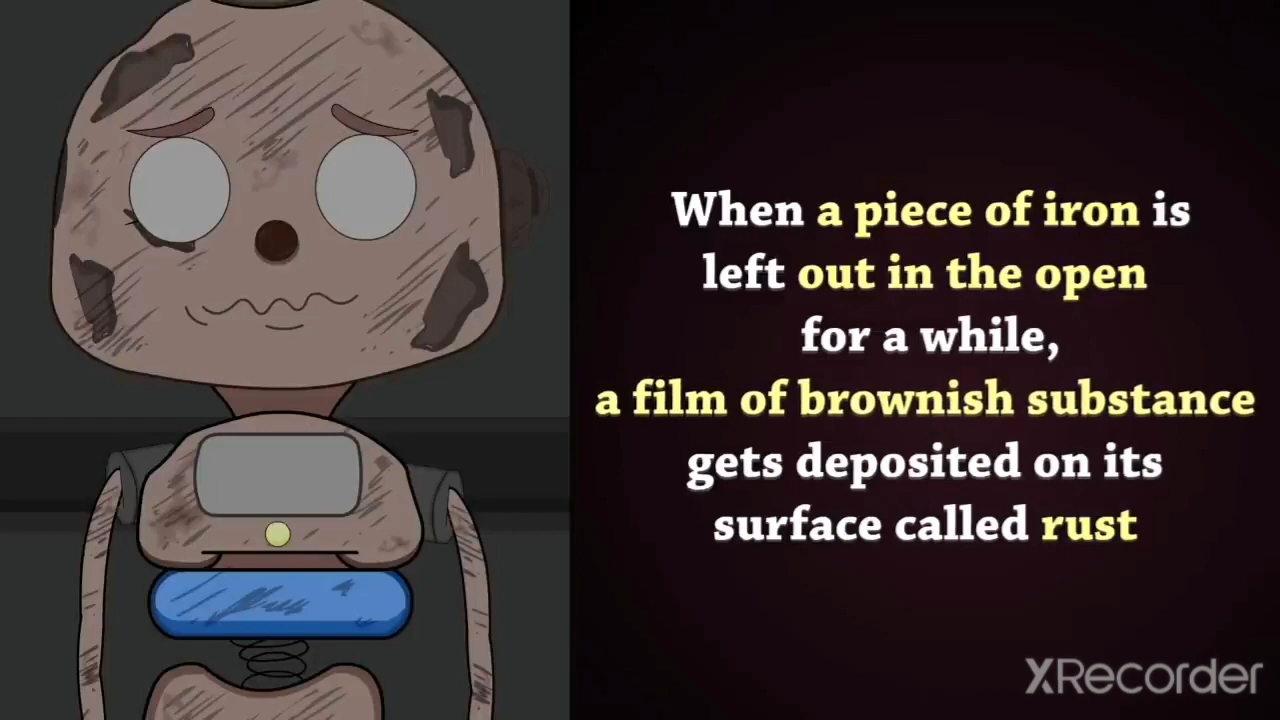 When a piece of iron is
left out in the open
for a while,
a film of brownish substance
gets deposited on its
surface called rust
XRecorder